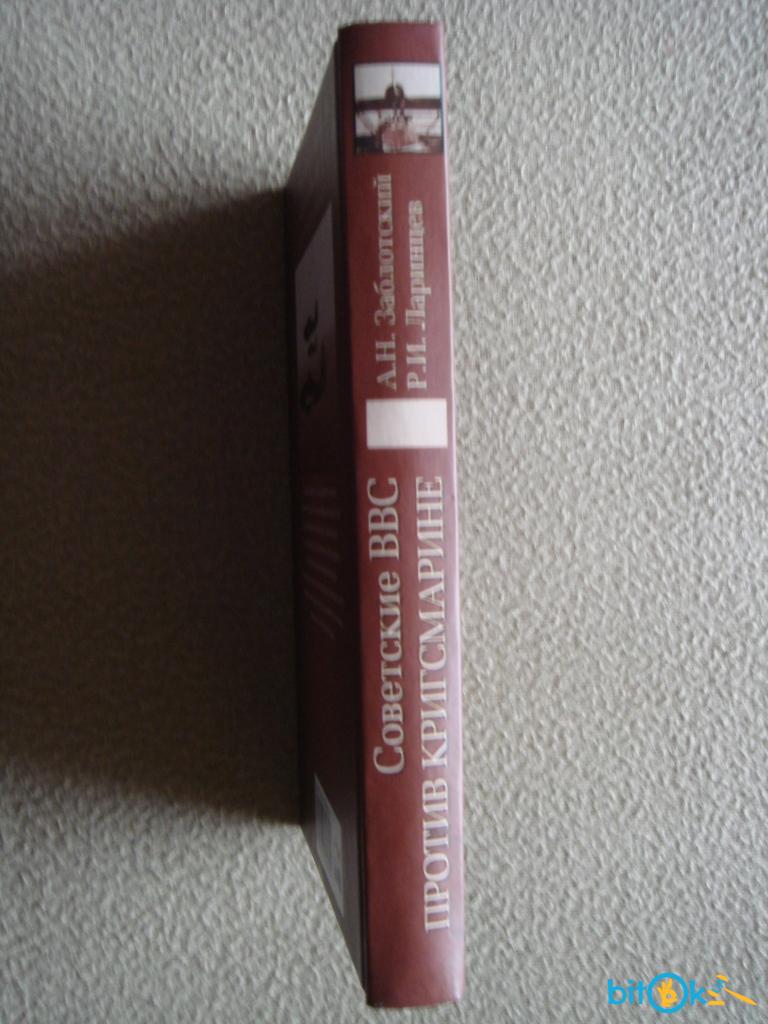 А.Н. Заблотский
Р.И. Ларинцев
Советские ВВС
ПРОТИВ КРИГСМАРИНЕ
bitOk